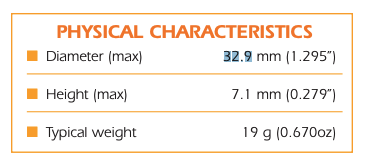 PHYSICAL CHARACTERISTICS
Diameter (max) 32.9 mm (1.295”)
Height (max) 7.1 mm (0.279”)
Typical weight 19 g (0.670oz)